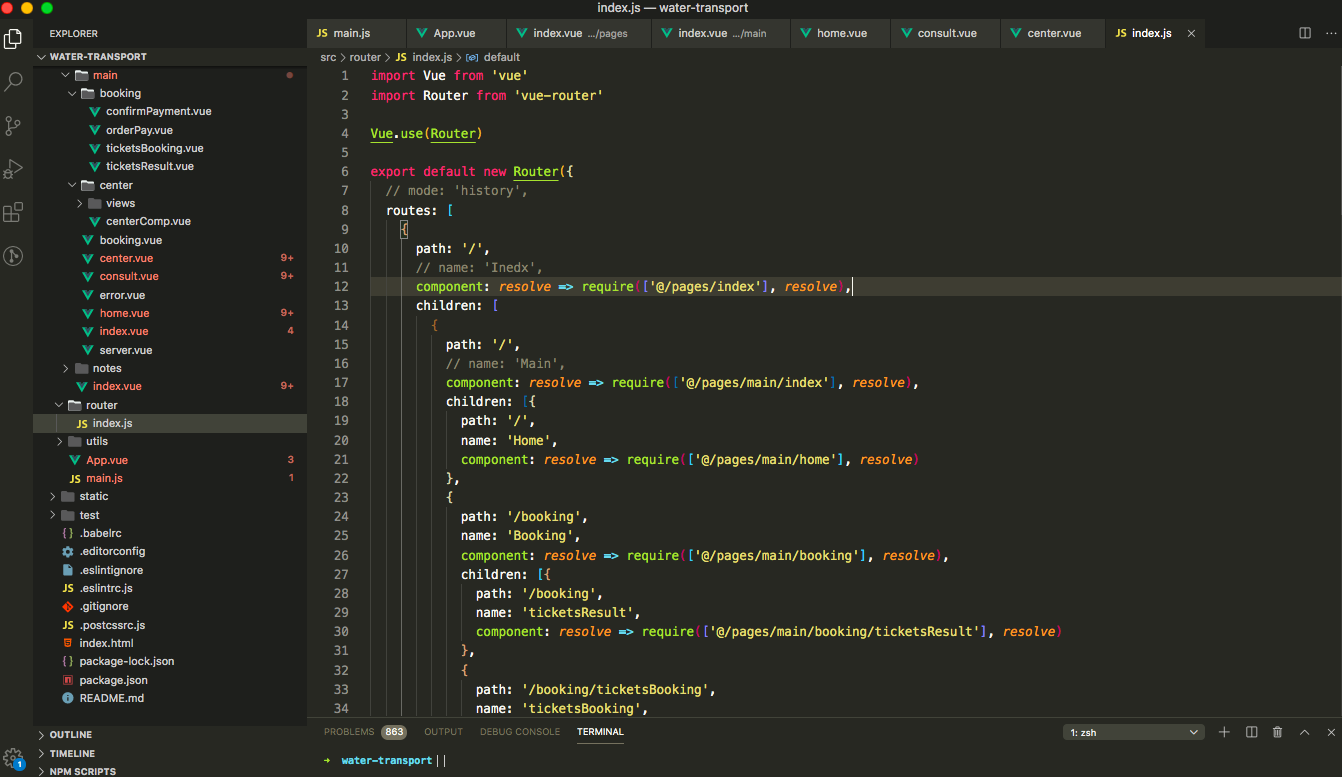 index.js — water-transport
EXPLORER
WATER-TRANSPORT
main
booking
confirmPayment.vue
orderPay.vue
ticketsBooking.vue
ticketsResult.vue
center
views
centerComp.vue
booking.vue
center.vue 9+
consult.vue 9+
error.vue
home.vue 9+
index.vue 4
server.vue
notes
index.vue 9+
router
JS index.js
utils
App.vue 3
JS main.js 1
static
test
{ } .babelrc
.editorconfig
.eslintignore
JS .eslintrc.js
.gitignore
JS .postcssrc.js
index.html
{ } package-lock.json
package.json
README.md
OUTLINE
TIMELINE
NPM SCRIPTS
1
JS main.js App.vue index.vue .../pages index.vue .../main home.vue consult.vue center.vue JS index.js
src > router > JS index.js > default
1 import Vue from 'vue'
2 import Router from 'vue-router'
3
4 Vue.use(Router)
5
6 export default new Router({
7 // mode: 'history',
8 routes: [
9 {
10 path: '/',
11 // name: 'Inedx',
12 component: resolve => require(['@/pages/index'], resolve),
13 children: [
14 {
15 path: '/',
16 // name: 'Main',
17 component: resolve => require(['@/pages/main/index'], resolve),
18 children: [{
19 path: '/',
20 name: 'Home',
21 component: resolve => require(['@/pages/main/home'], resolve)
22 },
23 {
24 path: '/booking',
25 name: 'Booking',
26 component: resolve => require(['@/pages/main/booking'], resolve),
27 children: [{
28 path: '/booking',
29 name: 'ticketsResult',
30 component: resolve => require(['@/pages/main/booking/ticketsResult'], resolve)
31 },
32 {
33 path: '/booking/ticketsBooking',
34 name: 'ticketsBooking',
PROBLEMS 863 OUTPUT DEBUG CONSOLE TERMINAL 1: zsh
→ water-transport